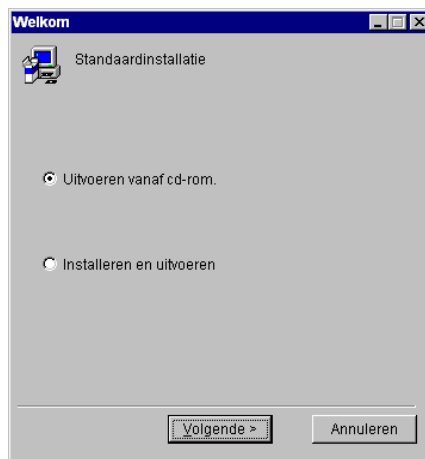 Welkom
Standaardinstallatie
Uitvoeren vanaf cd-rom.
Installeren en uitvoeren
Volgende >
Annuleren